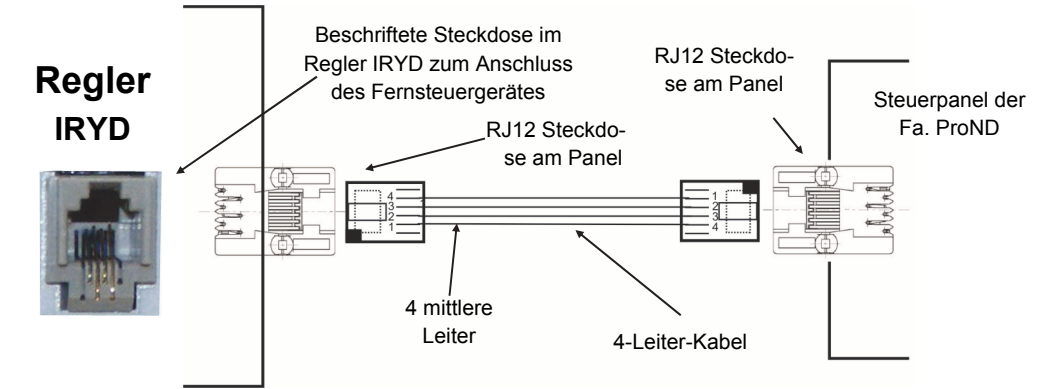 Regler
IRYD
Beschriftete Steckdose im
Regler IRYD zum Anschluss
des Fernsteuergerätes
RJ12 Steckdo-
se am Panel
RJ12 Steckdo-
se am Panel
Steuerpanel der
Fa. ProND
4
3
2
1
1
2
3
4
4 mittlere
Leiter
4-Leiter-Kabel